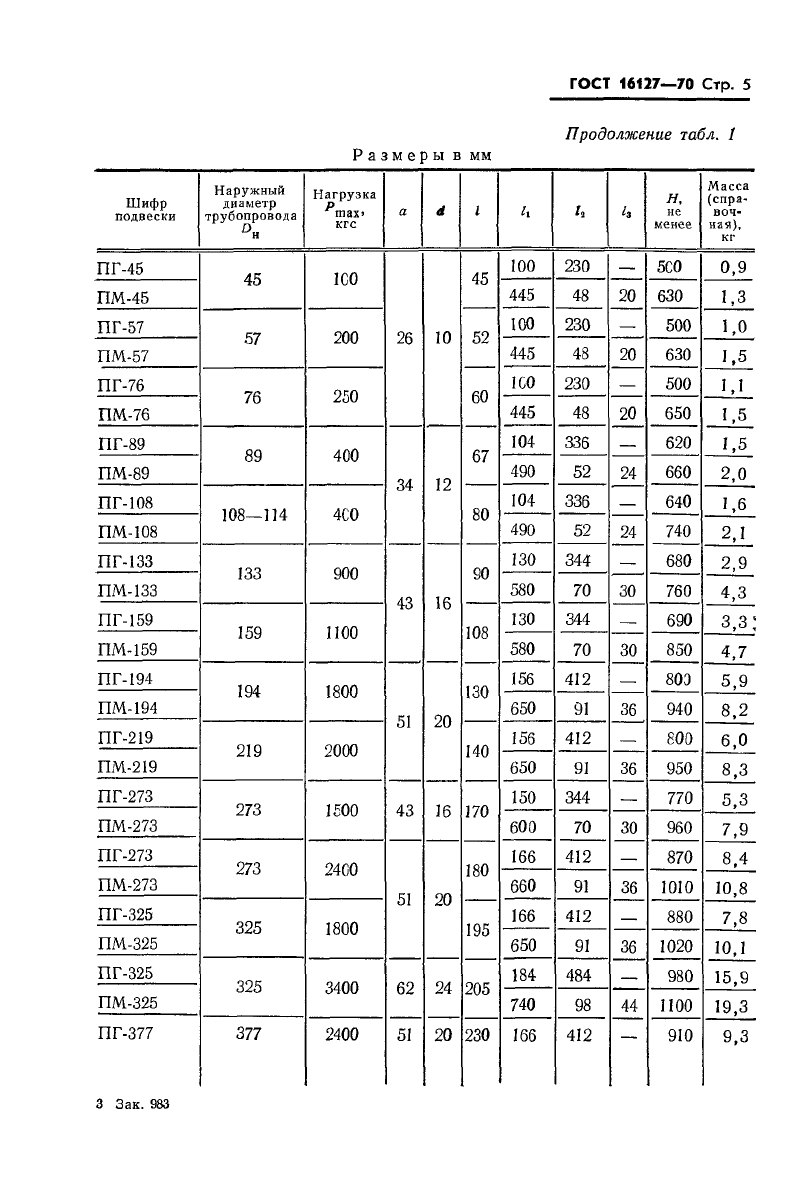 ГОСТ 16127—70 Стр. 5
Продолжение табл. 1
Размеры в мм
Шифр подвески | Наружный диаметр трубопровода Dн | Нагрузка Pmax, кгс | a | d | l | l₁ | l₂ | l₃ | H, не менее | Масса (спра-воч-ная), кг
ПГ-45 | 45 | 100 | 26 | 10 | 45 | 100 | 230 | — | 500 | 0,9
ПМ-45 | 445 | 48 | 20 | 630 | 1,3
ПГ-57 | 57 | 200 | 52 | 100 | 230 | — | 500 | 1,0
ПМ-57 | 445 | 48 | 20 | 630 | 1,5
ПГ-76 | 76 | 250 | 60 | 100 | 230 | — | 500 | 1,1
ПМ-76 | 445 | 48 | 20 | 650 | 1,5
ПГ-89 | 89 | 400 | 34 | 12 | 67 | 104 | 336 | — | 620 | 1,5
ПМ-89 | 490 | 52 | 24 | 660 | 2,0
ПГ-108 | 108—114 | 400 | 80 | 104 | 336 | — | 640 | 1,6
ПМ-108 | 490 | 52 | 24 | 740 | 2,1
ПГ-133 | 133 | 900 | 43 | 16 | 90 | 130 | 344 | — | 680 | 2,9
ПМ-133 | 580 | 70 | 30 | 760 | 4,3
ПГ-159 | 159 | 1100 | 108 | 130 | 344 | — | 690 | 3,3
ПМ-159 | 580 | 70 | 30 | 850 | 4,7
ПГ-194 | 194 | 1800 | 51 | 20 | 130 | 156 | 412 | — | 800 | 5,9
ПМ-194 | 650 | 91 | 36 | 940 | 8,2
ПГ-219 | 219 | 2000 | 140 | 156 | 412 | — | 800 | 6,0
ПМ-219 | 650 | 91 | 36 | 950 | 8,3
ПГ-273 | 273 | 1500 | 43 | 16 | 170 | 150 | 344 | — | 770 | 5,3
ПМ-273 | 600 | 70 | 30 | 960 | 7,9
ПГ-273 | 273 | 2400 | 51 | 20 | 180 | 166 | 412 | — | 870 | 8,4
ПМ-273 | 660 | 91 | 36 | 1010 | 10,8
ПГ-325 | 325 | 1800 | 195 | 166 | 412 | — | 880 | 7,8
ПМ-325 | 650 | 91 | 36 | 1020 | 10,1
ПГ-325 | 325 | 3400 | 62 | 24 | 205 | 184 | 484 | — | 980 | 15,9
ПМ-325 | 740 | 98 | 44 | 1100 | 19,3
ПГ-377 | 377 | 2400 | 51 | 20 | 230 | 166 | 412 | — | 910 | 9,3
3 Зак. 983